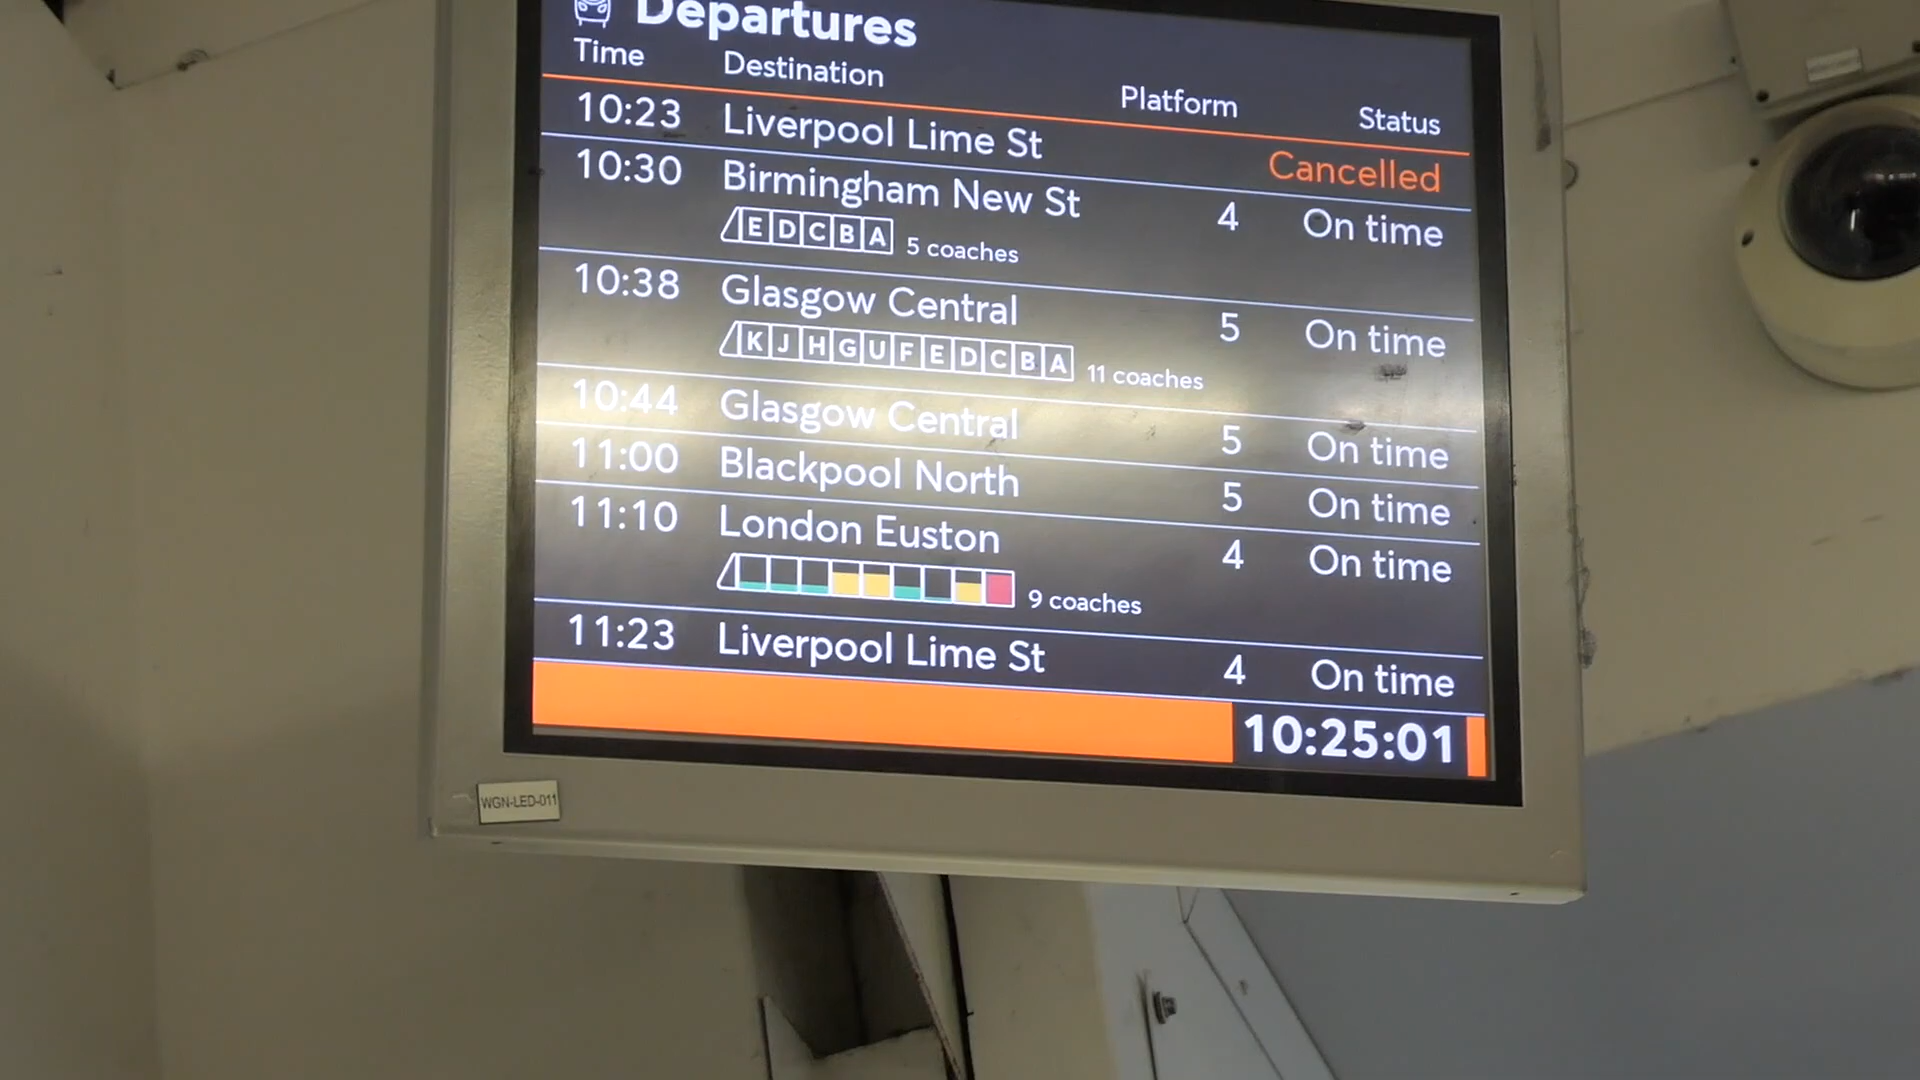 Departures
Time Destination Platform Status
10:23 Liverpool Lime St Cancelled
10:30 Birmingham New St 4 On time
E D C B A 5 coaches
10:38 Glasgow Central 5 On time
K J H G U F E D C B A 11 coaches
10:44 Glasgow Central 5 On time
11:00 Blackpool North 5 On time
11:10 London Euston 4 On time
9 coaches
11:23 Liverpool Lime St 4 On time
10:25:01
WGN-LED-011